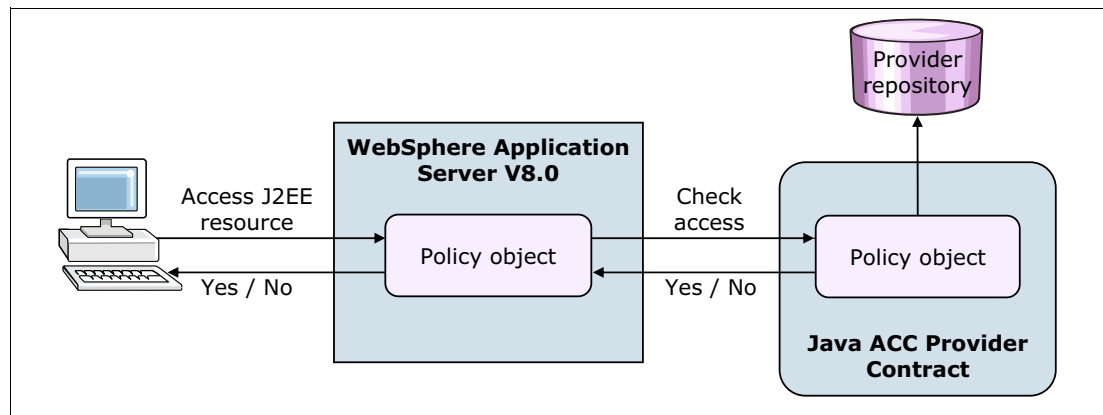 Provider
repository
WebSphere Application
Server V8.0
Access J2EE
resource
Check
access
Policy object
Policy object
Yes / No
Yes / No
Java ACC Provider
Contract